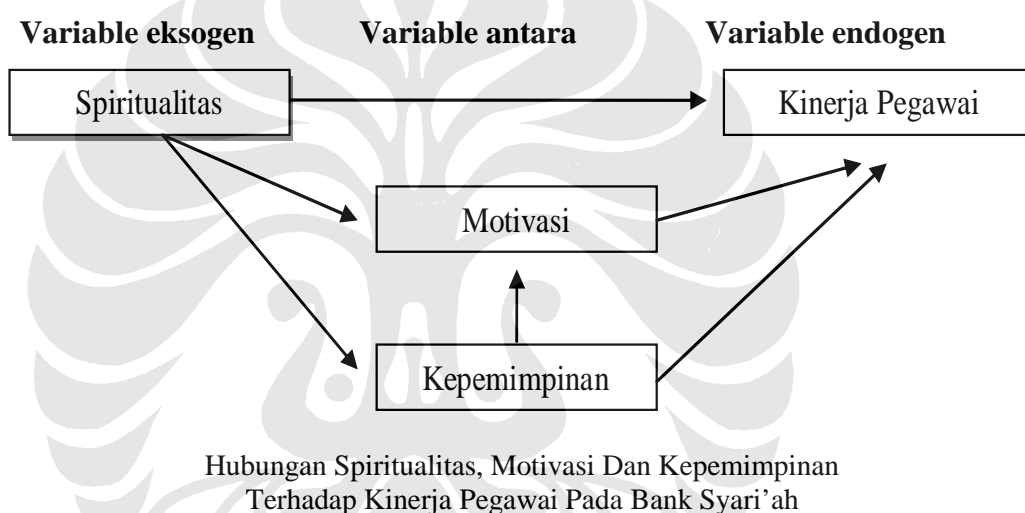 Variable eksogen Variable antara Variable endogen
Spiritualitas Kinerja Pegawai
Motivasi
Kepemimpinan
Hubungan Spiritualitas, Motivasi Dan Kepemimpinan
Terhadap Kinerja Pegawai Pada Bank Syari’ah